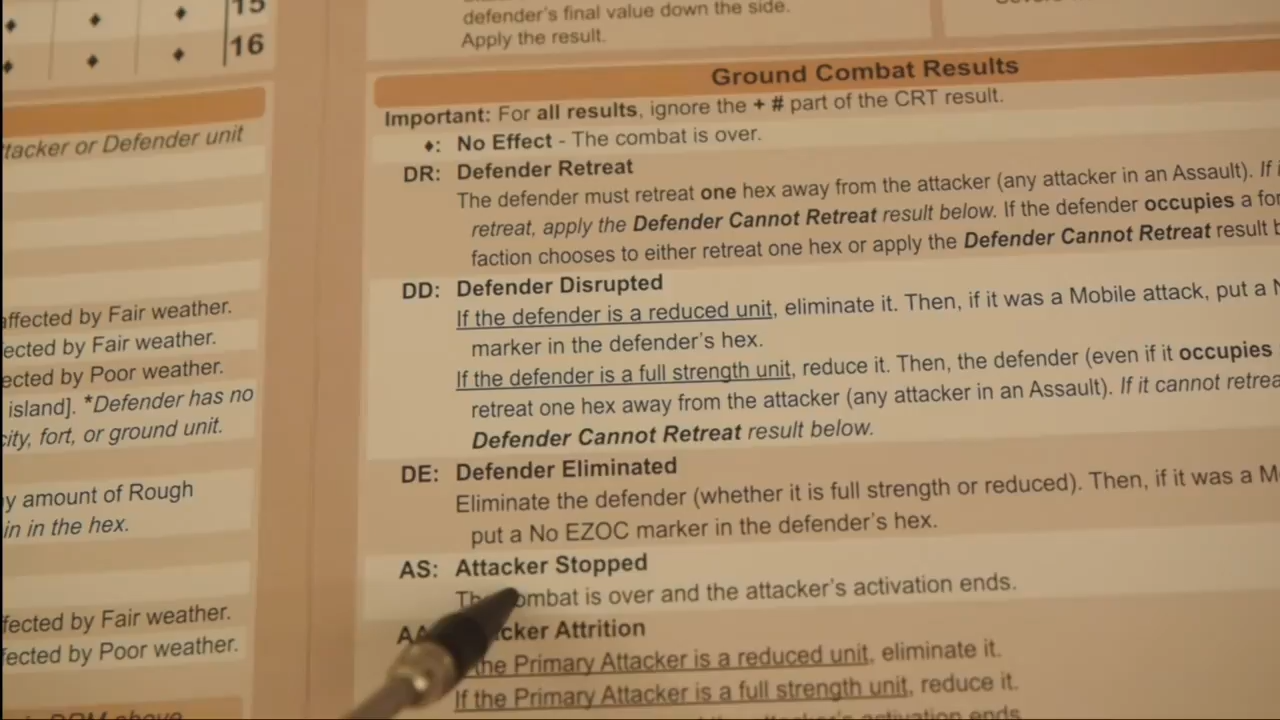 15
16
tacker or Defender unit
affected by Fair weather.
ected by Fair weather.
ected by Poor weather.
island]. *Defender has no
city, fort, or ground unit.
y amount of Rough
in in the hex.
fected by Fair weather.
fected by Poor weather.
defender's final value down the side.
Apply the result.
Ground Combat Results
Important: For all results, ignore the + # part of the CRT result.
♦: No Effect - The combat is over.
DR: Defender Retreat
The defender must retreat one hex away from the attacker (any attacker in an Assault). If
retreat, apply the Defender Cannot Retreat result below. If the defender occupies a for
faction chooses to either retreat one hex or apply the Defender Cannot Retreat result b
DD: Defender Disrupted
If the defender is a reduced unit, eliminate it. Then, if it was a Mobile attack, put a N
marker in the defender's hex.
If the defender is a full strength unit, reduce it. Then, the defender (even if it occupies
retreat one hex away from the attacker (any attacker in an Assault). If it cannot retrea
Defender Cannot Retreat result below.
DE: Defender Eliminated
Eliminate the defender (whether it is full strength or reduced). Then, if it was a M
put a No EZOC marker in the defender's hex.
AS: Attacker Stopped
ombat is over and the attacker's activation ends.
cker Attrition
the Primary Attacker is a reduced unit, eliminate it.
If the Primary Attacker is a full strength unit, reduce it.